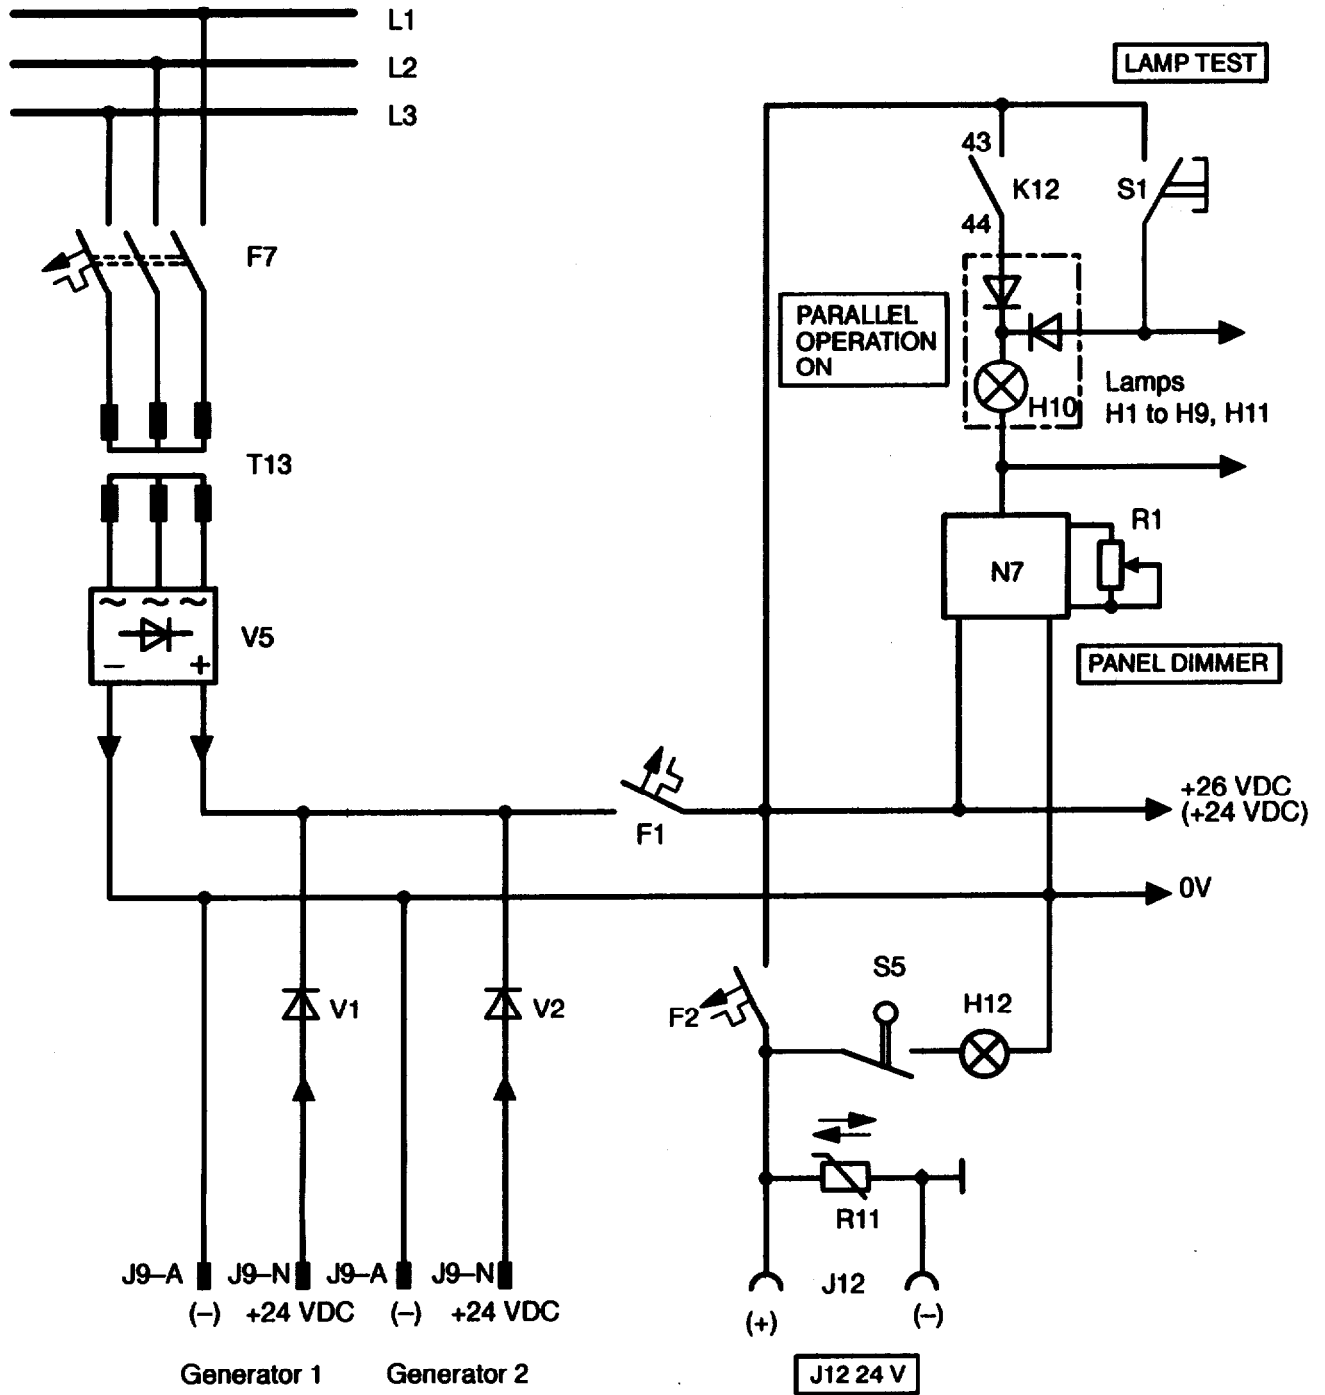 L1
L2
L3
LAMP TEST
43
K12
S1
44
F7
PARALLEL
OPERATION
ON
H10
Lamps
H1 to H9, H11
T13
R1
N7
V5
– +
PANEL DIMMER
+26 VDC
(+24 VDC)
F1
0V
S5
V1
V2
F2
H12
R11
J9–A
J9–N
J9–A
J9–N
J12
(–)
+24 VDC
(–)
+24 VDC
(+)
(–)
Generator 1
Generator 2
J12 24 V